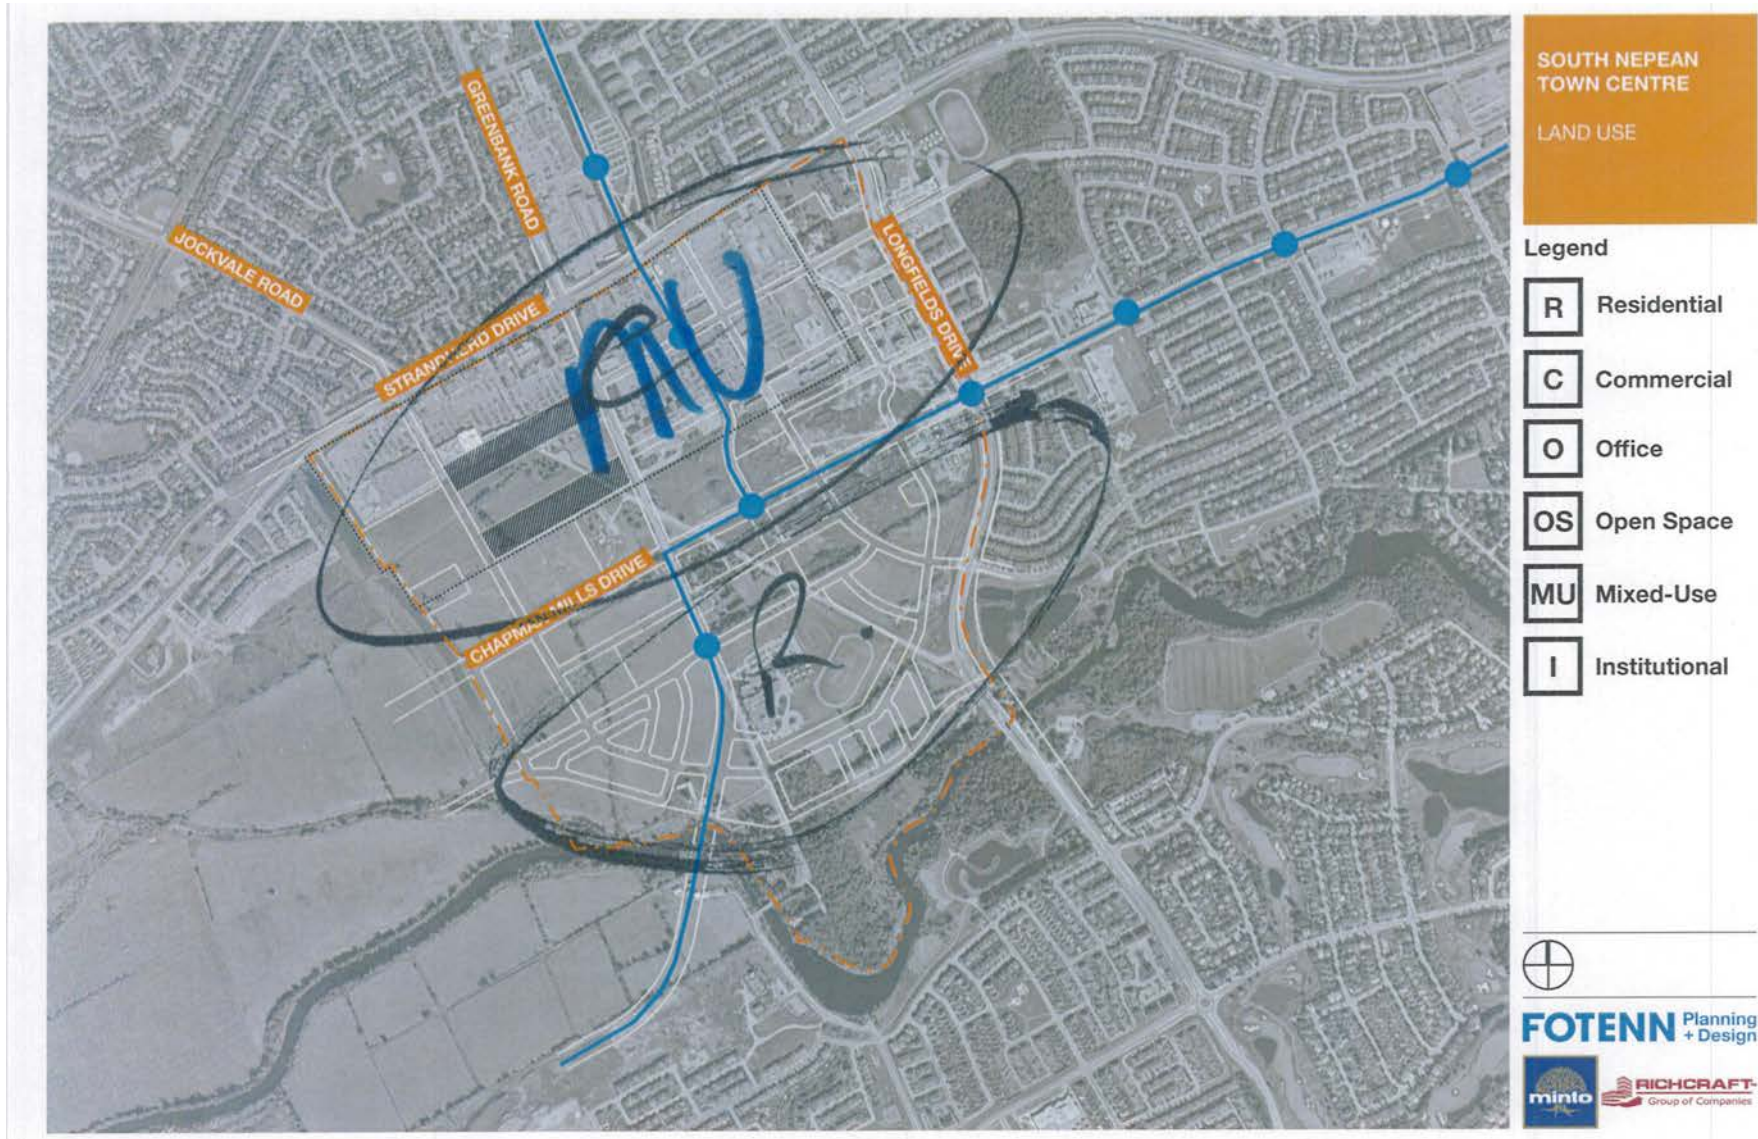 GREENBANK ROAD
JOCKVALE ROAD
STRANDHERD DRIVE
LONGFIELDS DRIVE
CHAPMAN MILLS DRIVE
MU
R
SOUTH NEPEAN
TOWN CENTRE
LAND USE
Legend
R Residential
C Commercial
O Office
OS Open Space
MU Mixed-Use
I Institutional
FOTENN Planning
+ Design
minto
RICHCRAFT
Group of Companies